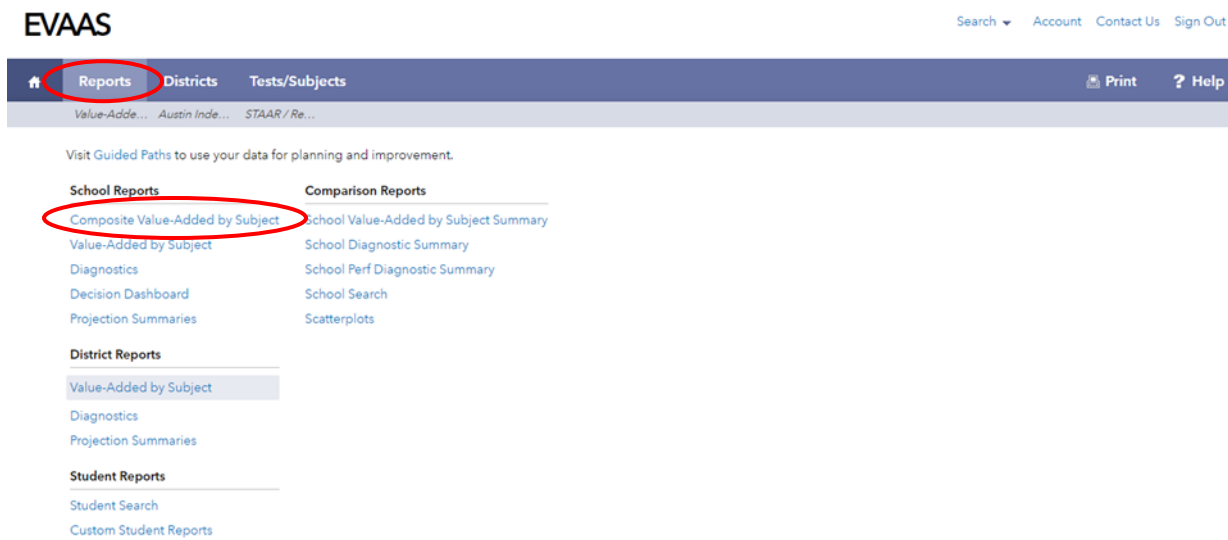 EVAAS
Search Account Contact Us Sign Out
Reports Districts Tests/Subjects Print ? Help
Value-Adde... Austin Inde... STAAR / Re...
Visit Guided Paths to use your data for planning and improvement.
School Reports
Composite Value-Added by Subject
Value-Added by Subject
Diagnostics
Decision Dashboard
Projection Summaries
Comparison Reports
School Value-Added by Subject Summary
School Diagnostic Summary
School Perf Diagnostic Summary
School Search
Scatterplots
District Reports
Value-Added by Subject
Diagnostics
Projection Summaries
Student Reports
Student Search
Custom Student Reports